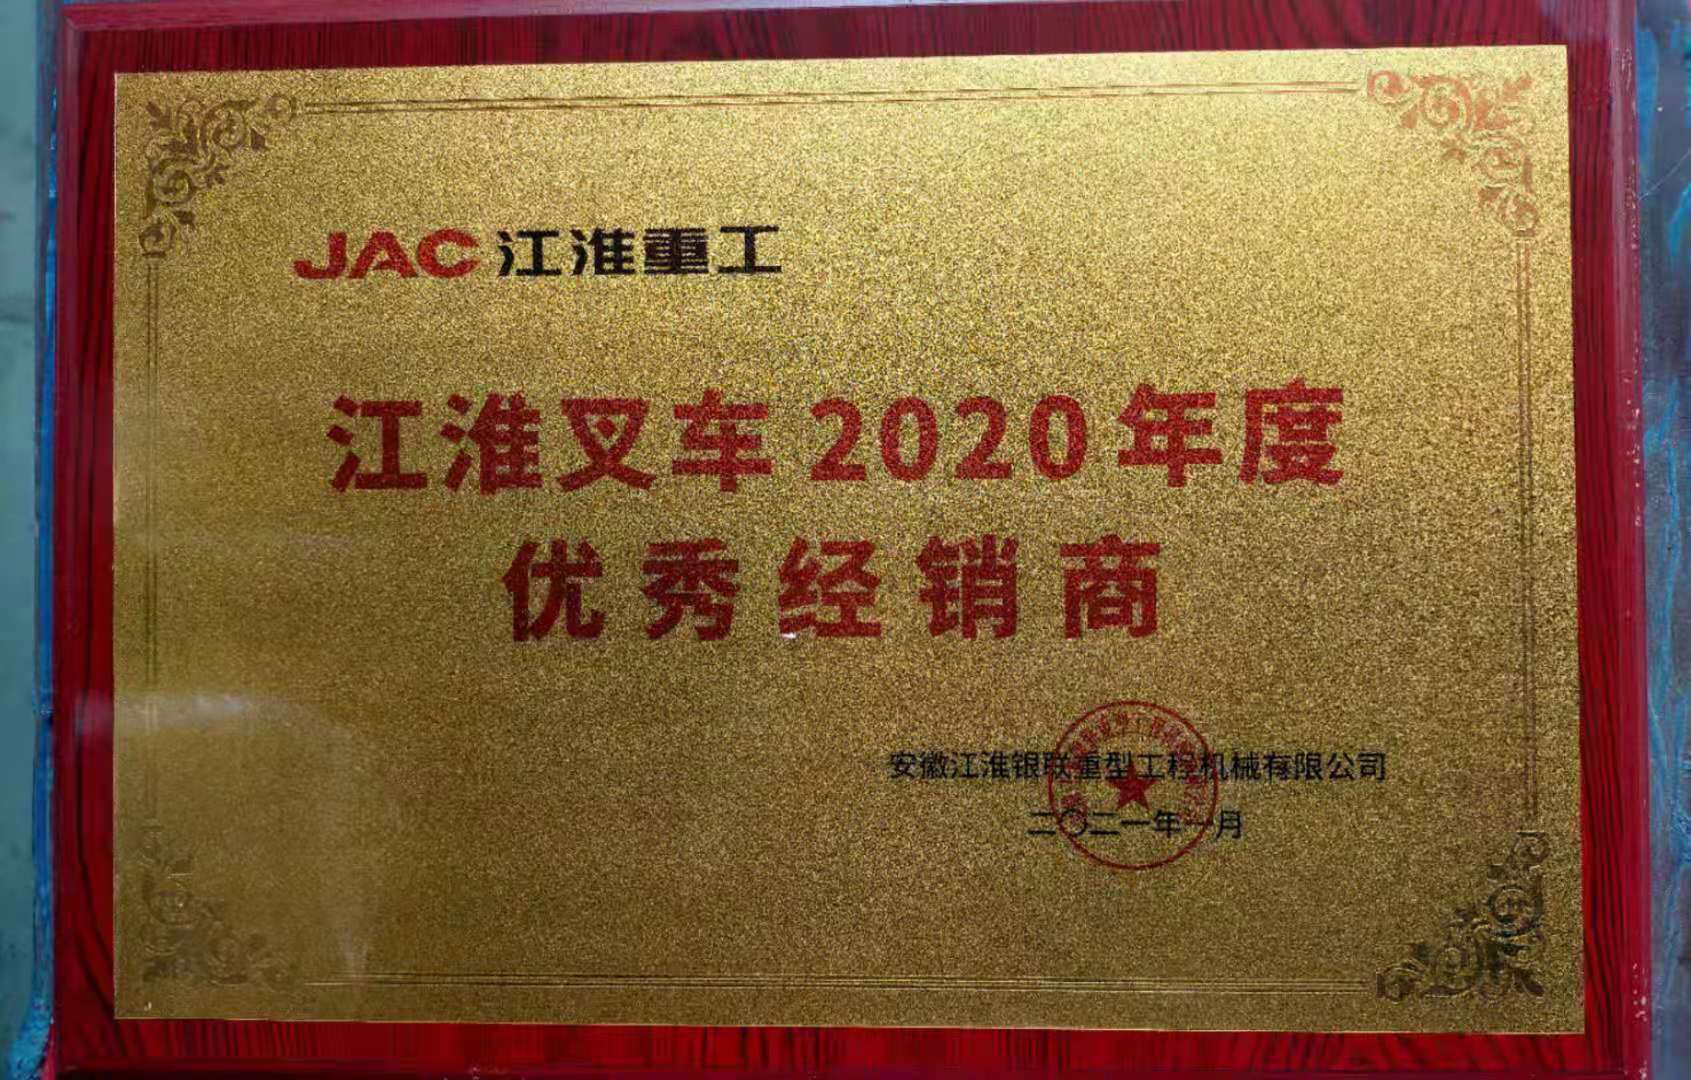 JAC 江淮重工
江淮叉车2020年度
优秀经销商
安徽江淮银联重型工程机械有限公司
二〇二一年一月